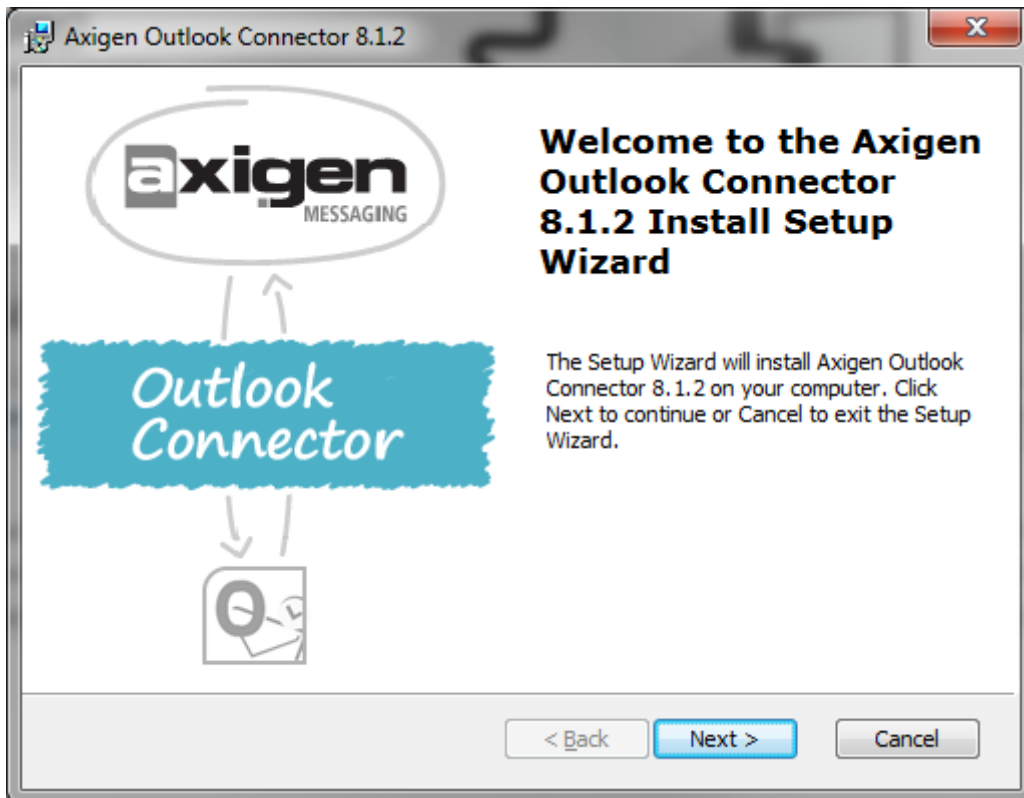 Axigen Outlook Connector 8.1.2
axigen
MESSAGING
Outlook
Connector
O
Welcome to the Axigen
Outlook Connector
8.1.2 Install Setup
Wizard
The Setup Wizard will install Axigen Outlook
Connector 8.1.2 on your computer. Click
Next to continue or Cancel to exit the Setup
Wizard.
< Back
Next >
Cancel